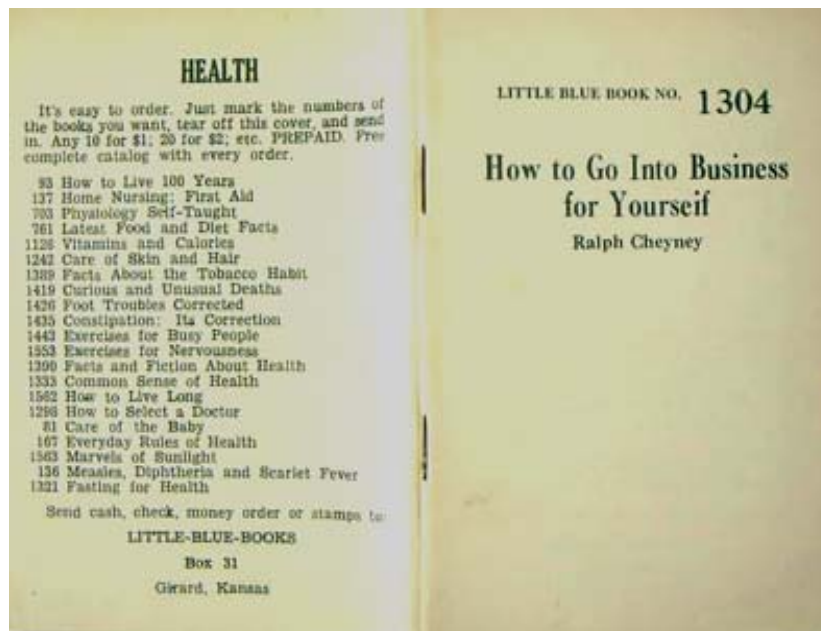 HEALTH
It's easy to order. Just mark the numbers of
the books you want, tear off this cover, and send
in. Any 10 for $1; 20 for $2; etc. PREPAID. Free
complete catalog with every order.
93 How to Live 100 Years
137 Home Nursing: First Aid
703 Physiology Self-Taught
761 Latest Food and Diet Facts
1126 Vitamins and Calories
1242 Care of Skin and Hair
1389 Facts About the Tobacco Habit
1419 Curious and Unusual Deaths
1426 Foot Troubles Corrected
1435 Constipation: Its Correction
1443 Exercises for Busy People
1553 Exercises for Nervousness
1390 Facts and Fiction About Health
1333 Common Sense of Health
1562 How to Live Long
1298 How to Select a Doctor
81 Care of the Baby
167 Everyday Rules of Health
1563 Marvels of Sunlight
136 Measles, Diphtheria and Scarlet Fever
1321 Fasting for Health
Send cash, check, money order or stamps to:
LITTLE-BLUE-BOOKS
Box 31
Girard, Kansas
LITTLE BLUE BOOK NO. 1304
How to Go Into Business
for Yourself
Ralph Cheyney